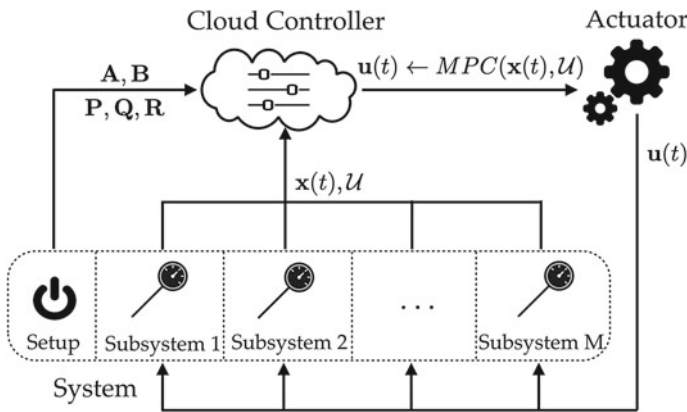 Cloud Controller
Actuator
A, B
P, Q, R
u(t) ← MPC(x(t), 𝒰)
u(t)
x(t), 𝒰
Setup
Subsystem 1
Subsystem 2
...
Subsystem M
System